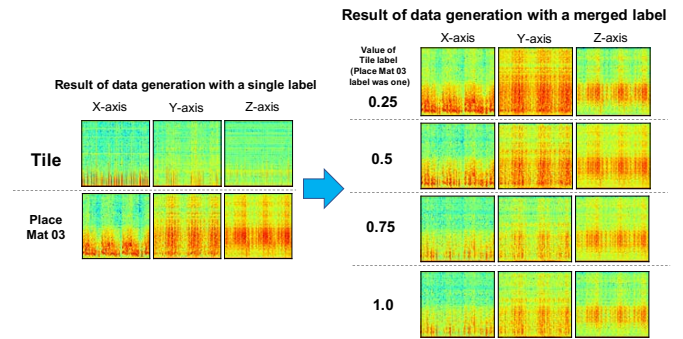 Result of data generation with a merged label
X-axis Y-axis Z-axis
Value of
Tile label
(Place Mat 03
label was one)
0.25
0.5
0.75
1.0
Result of data generation with a single label
X-axis Y-axis Z-axis
Tile
Place
Mat 03